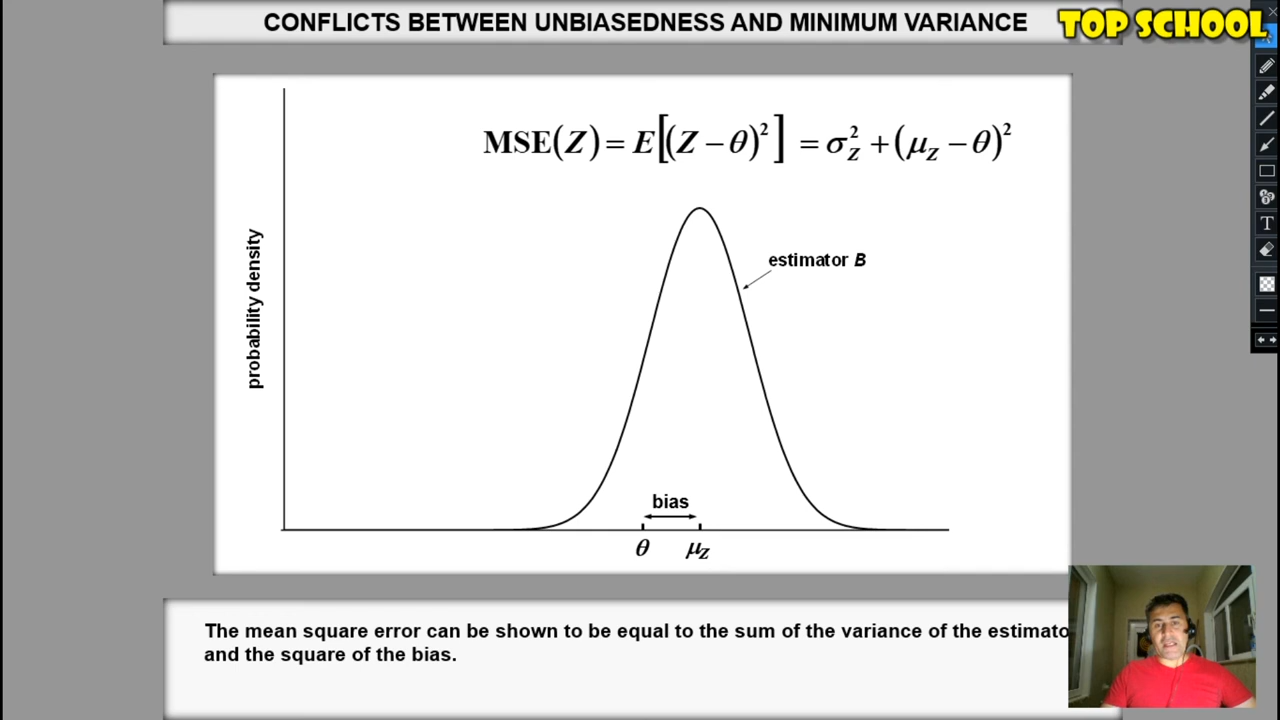 CONFLICTS BETWEEN UNBIASEDNESS AND MINIMUM VARIANCE
TOP SCHOOL
MSE(Z) = E[(Z − θ)²] = σ_Z² + (μ_Z − θ)²
probability density
estimator B
bias
θ μ_Z
The mean square error can be shown to be equal to the sum of the variance of the estimato
and the square of the bias.
T